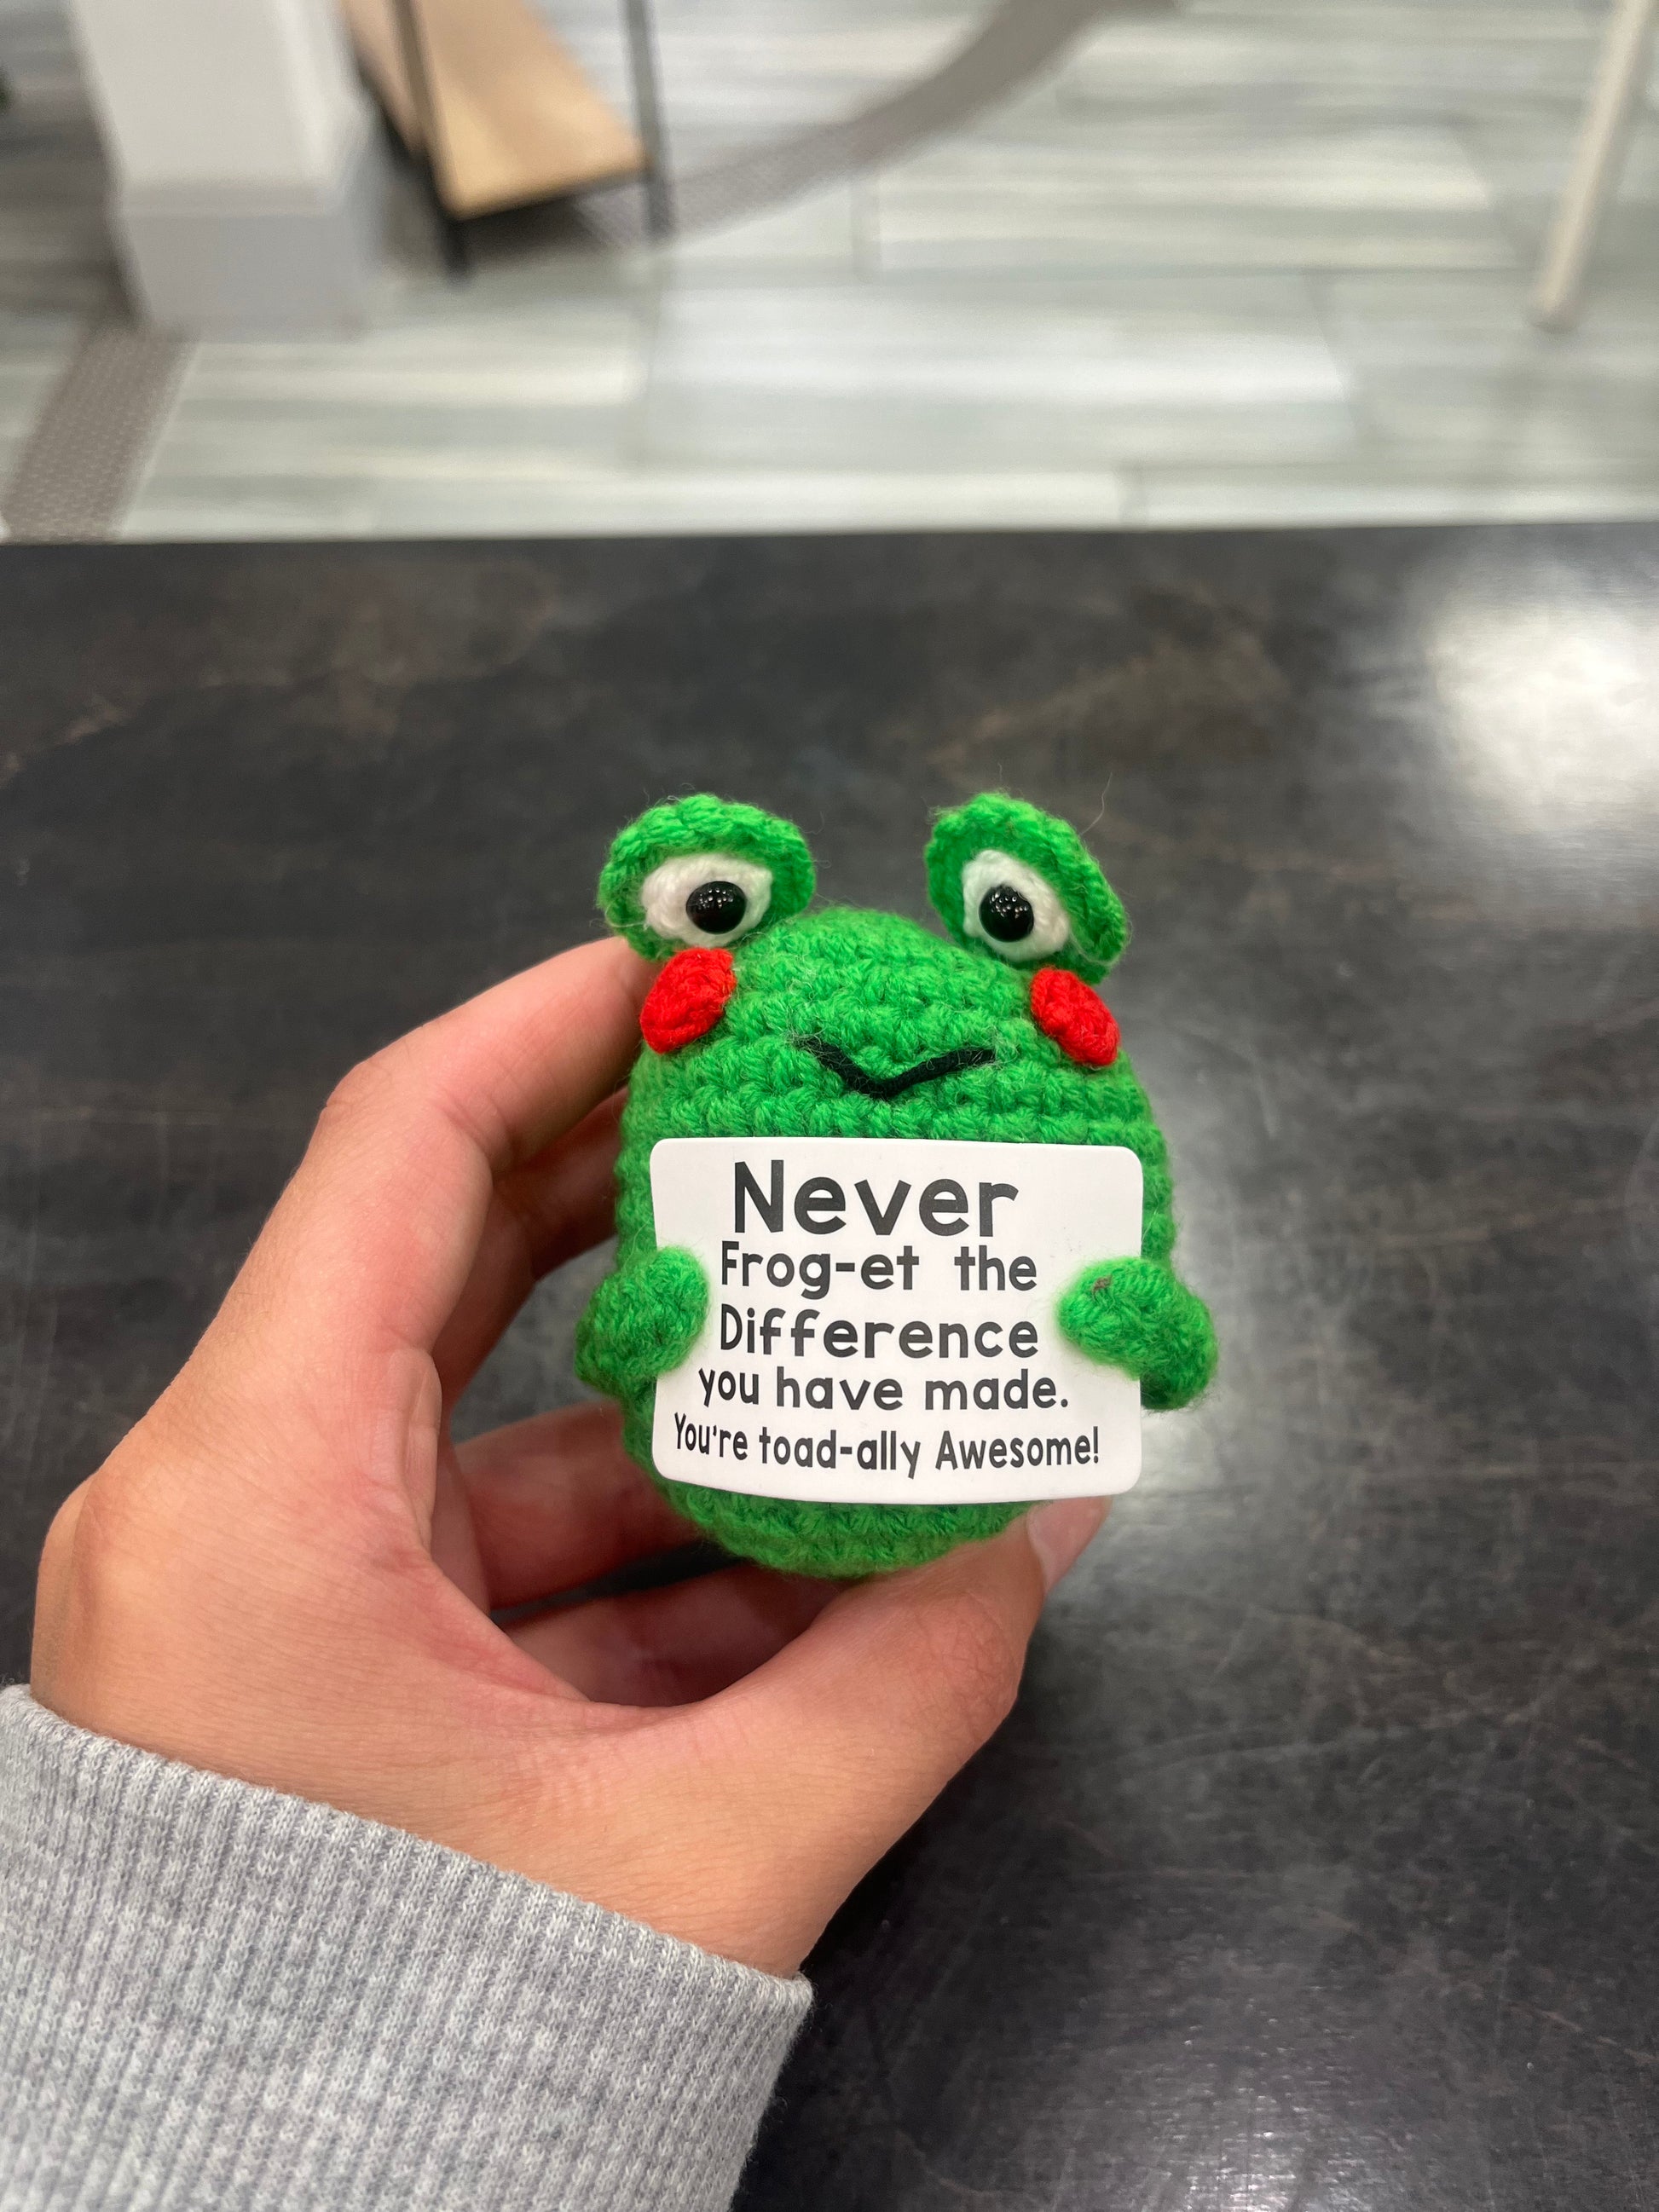 Never
Frog-et the
Difference
you have made.
You're toad-ally Awesome!